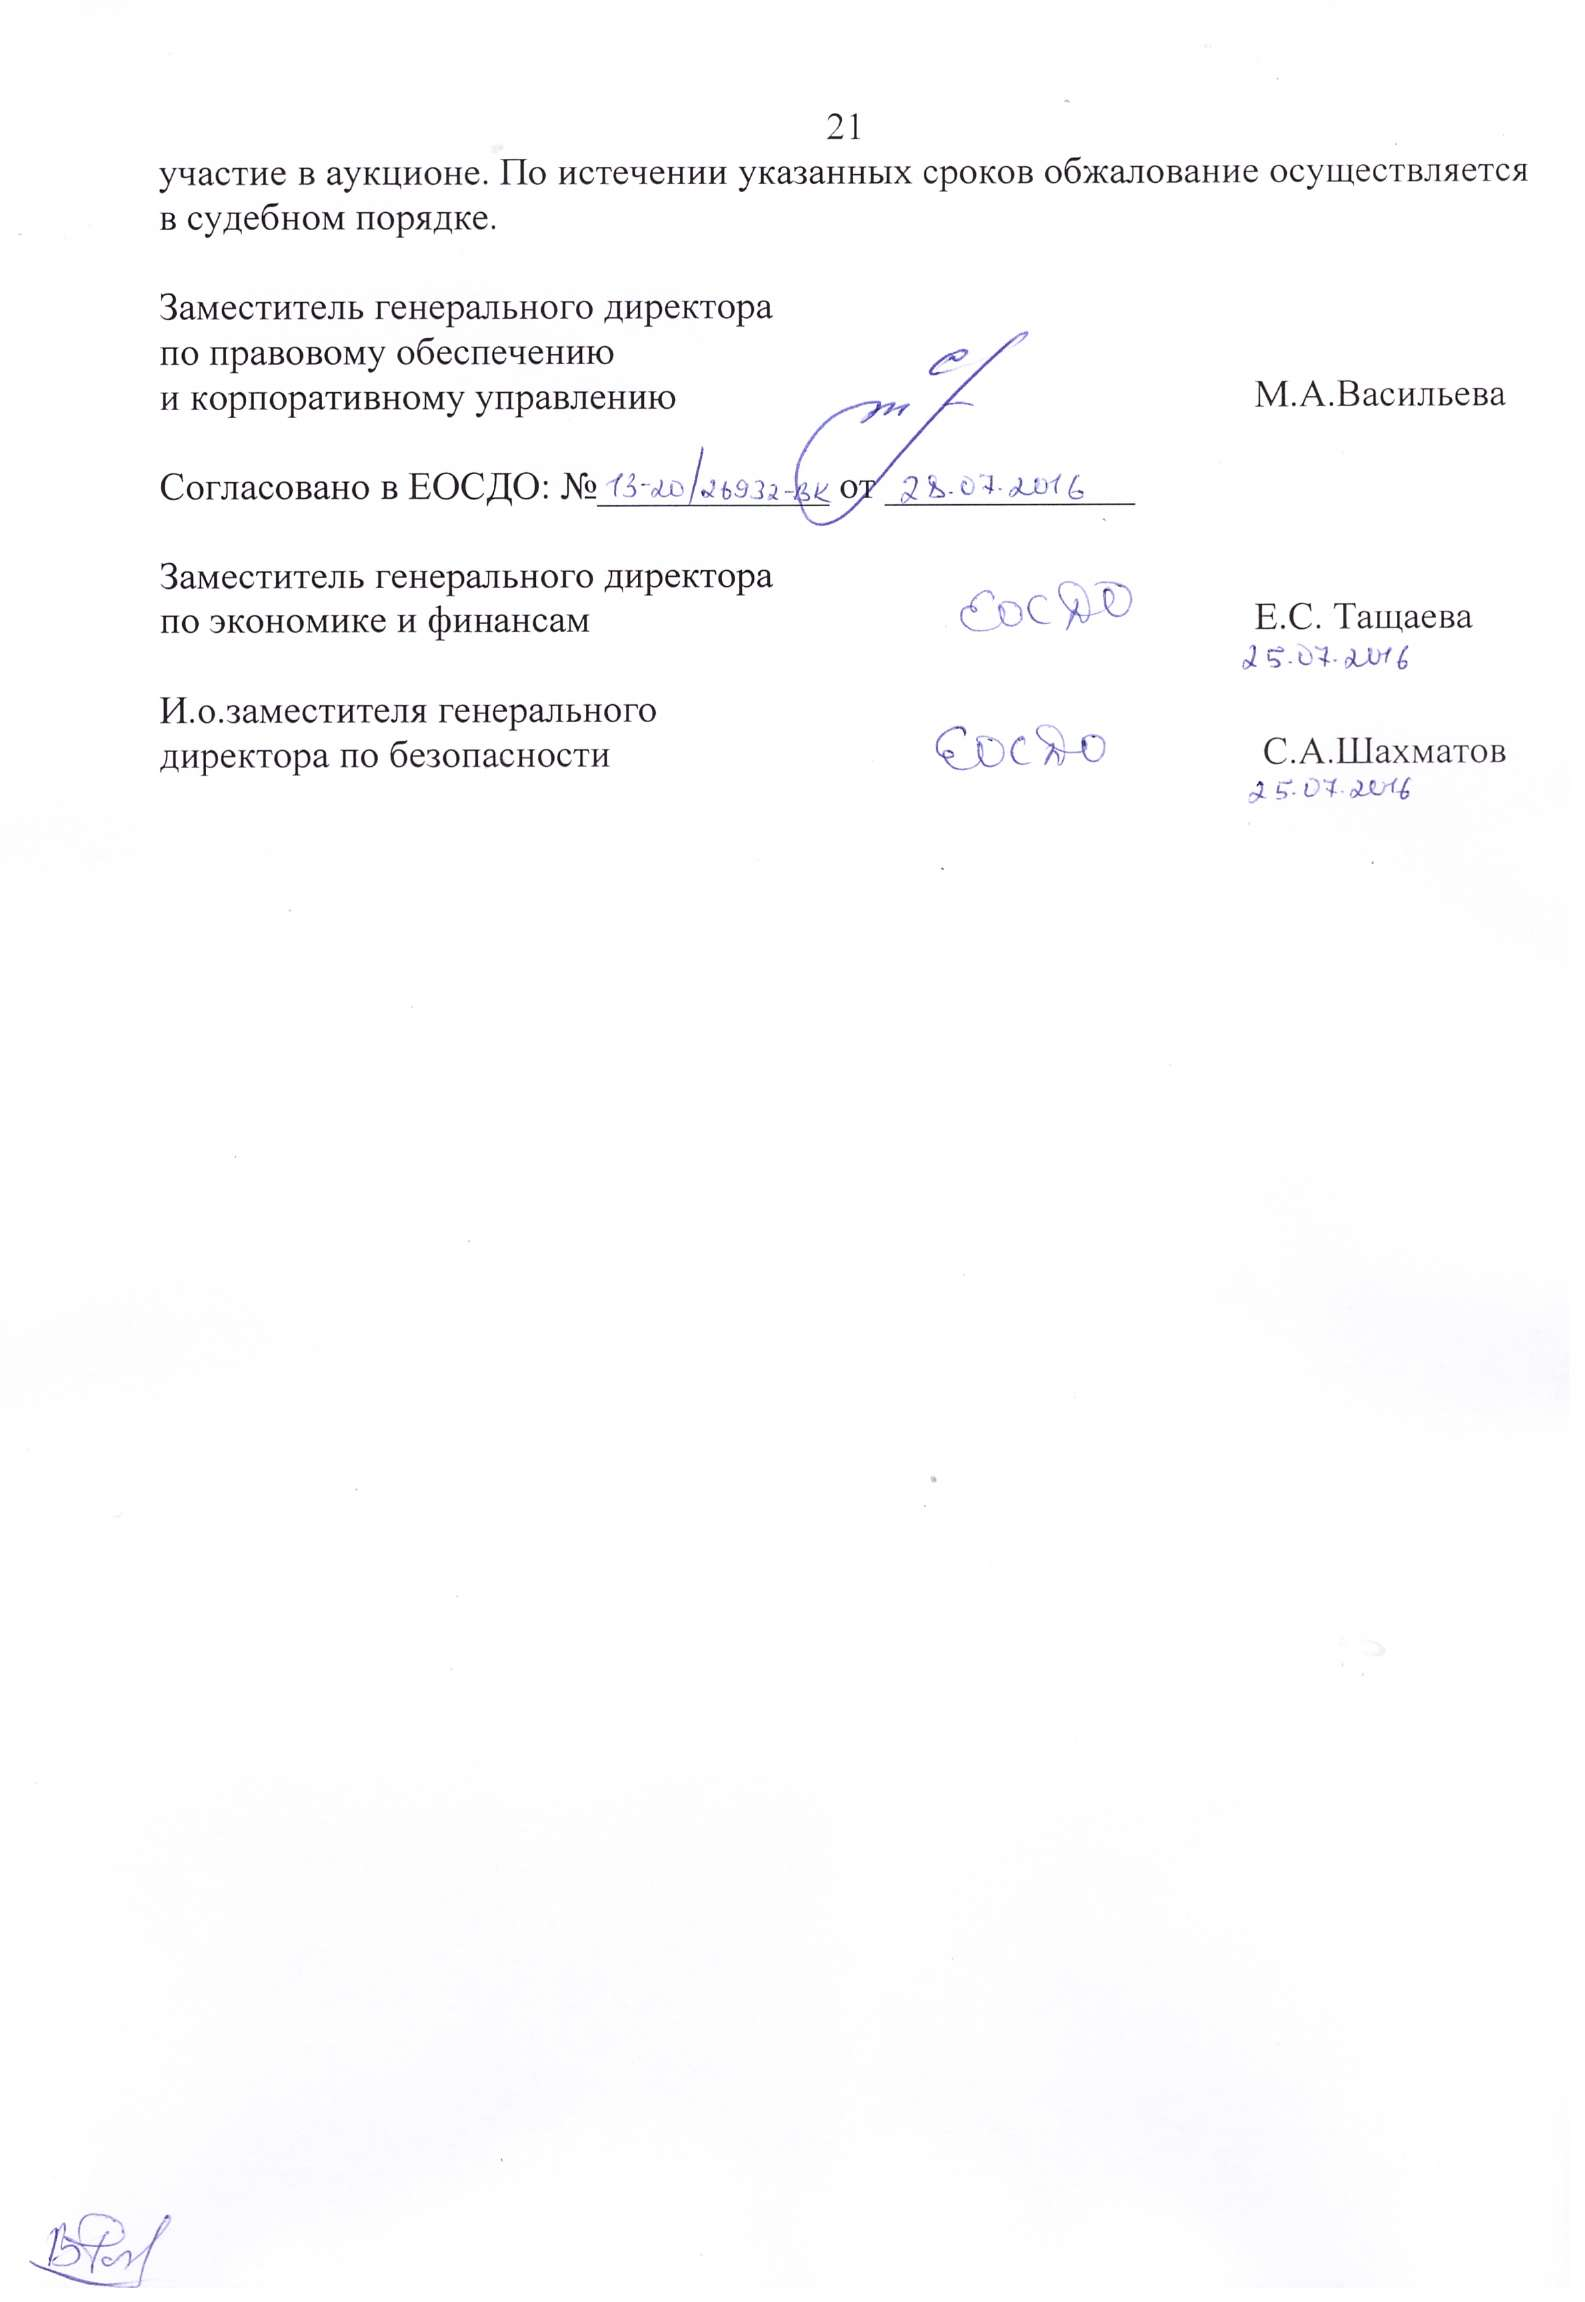 21
участие в аукционе. По истечении указанных сроков обжалование осуществляется
в судебном порядке.
Заместитель генерального директора
по правовому обеспечению
и корпоративному управлению М.А.Васильева
Согласовано в ЕОСДО: № 13-20/26932-ВК от 28.07.2016
Заместитель генерального директора
по экономике и финансам ЕОСДО Е.С. Тащаева
25.07.2016
И.о.заместителя генерального
директора по безопасности ЕОСДО С.А.Шахматов
25.07.2016